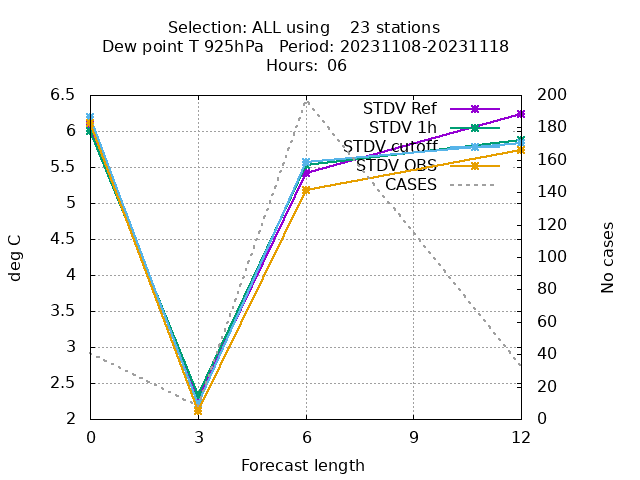 Selection: ALL using    23 stations
Dew point T 925hPa   Period: 20231108-20231118
Hours: 06
6.5
6
5.5
5
4.5
4
3.5
3
2.5
2
deg C
STDV Ref
STDV 1h
STDV cutoff
STDV OBS
CASES
200
180
160
140
120
100
80
60
40
20
0
No cases
0 3 6 9 12
Forecast length